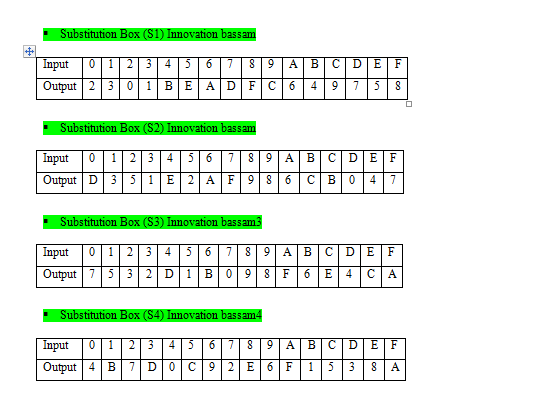 ▪ Substitution Box (S1) Innovation bassam
Input 0 1 2 3 4 5 6 7 8 9 A B C D E F
Output 2 3 0 1 B E A D F C 6 4 9 7 5 8
▪ Substitution Box (S2) Innovation bassam
Input 0 1 2 3 4 5 6 7 8 9 A B C D E F
Output D 3 5 1 E 2 A F 9 8 6 C B 0 4 7
▪ Substitution Box (S3) Innovation bassam3
Input 0 1 2 3 4 5 6 7 8 9 A B C D E F
Output 7 5 3 2 D 1 B 0 9 8 F 6 E 4 C A
▪ Substitution Box (S4) Innovation bassam4
Input 0 1 2 3 4 5 6 7 8 9 A B C D E F
Output 4 B 7 D 0 C 9 2 E 6 F 1 5 3 8 A